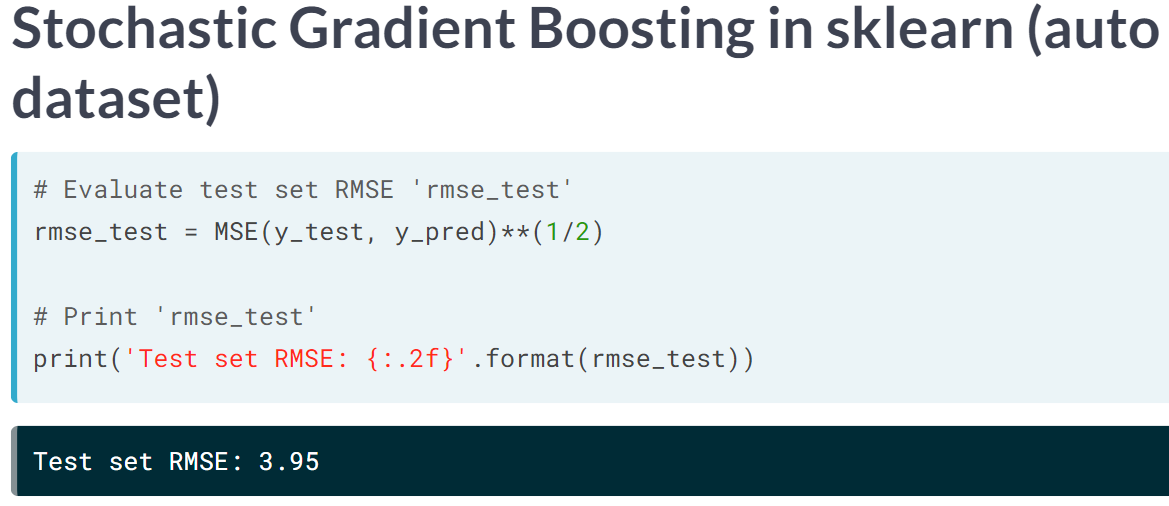 Stochastic Gradient Boosting in sklearn (auto
dataset)
# Evaluate test set RMSE 'rmse_test'
rmse_test = MSE(y_test, y_pred)**(1/2)
# Print 'rmse_test'
print('Test set RMSE: {:.2f}'.format(rmse_test))
Test set RMSE: 3.95